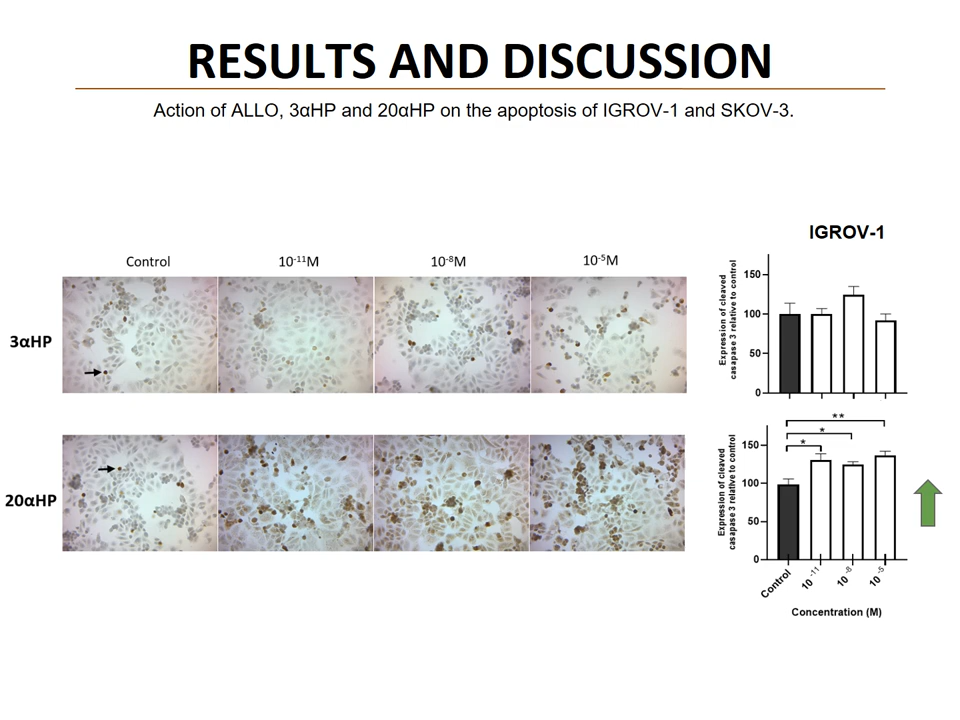 RESULTS AND DISCUSSION
Action of ALLO, 3αHP and 20αHP on the apoptosis of IGROV-1 and SKOV-3.
IGROV-1
Control 10⁻¹¹M 10⁻⁸M 10⁻⁵M
3αHP
Expression of cleaved
casapase 3 relative to control
150
100
50
0
20αHP
Expression of cleaved
casapase 3 relative to control
150
100
50
0
**
*
*
Control 10⁻¹¹ 10⁻⁸ 10⁻⁵
Concentration (M)